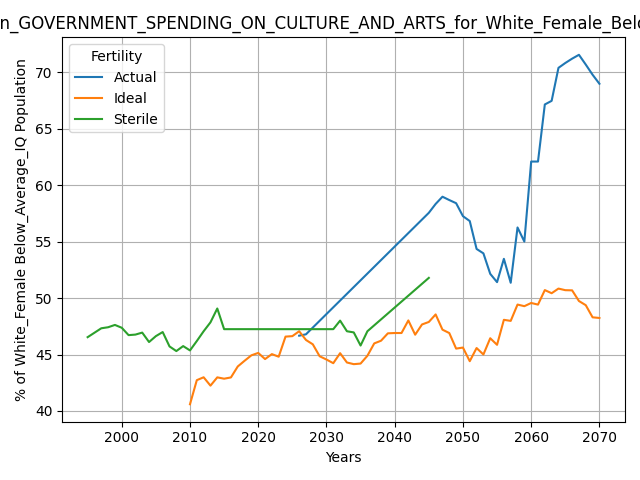 n_GOVERNMENT_SPENDING_ON_CULTURE_AND_ARTS_for_White_Female_Belo
% of White_Female Below_Average_IQ Population
Fertility
Actual
Ideal
Sterile
70
65
60
55
50
45
40
2000 2010 2020 2030 2040 2050 2060 2070
Years